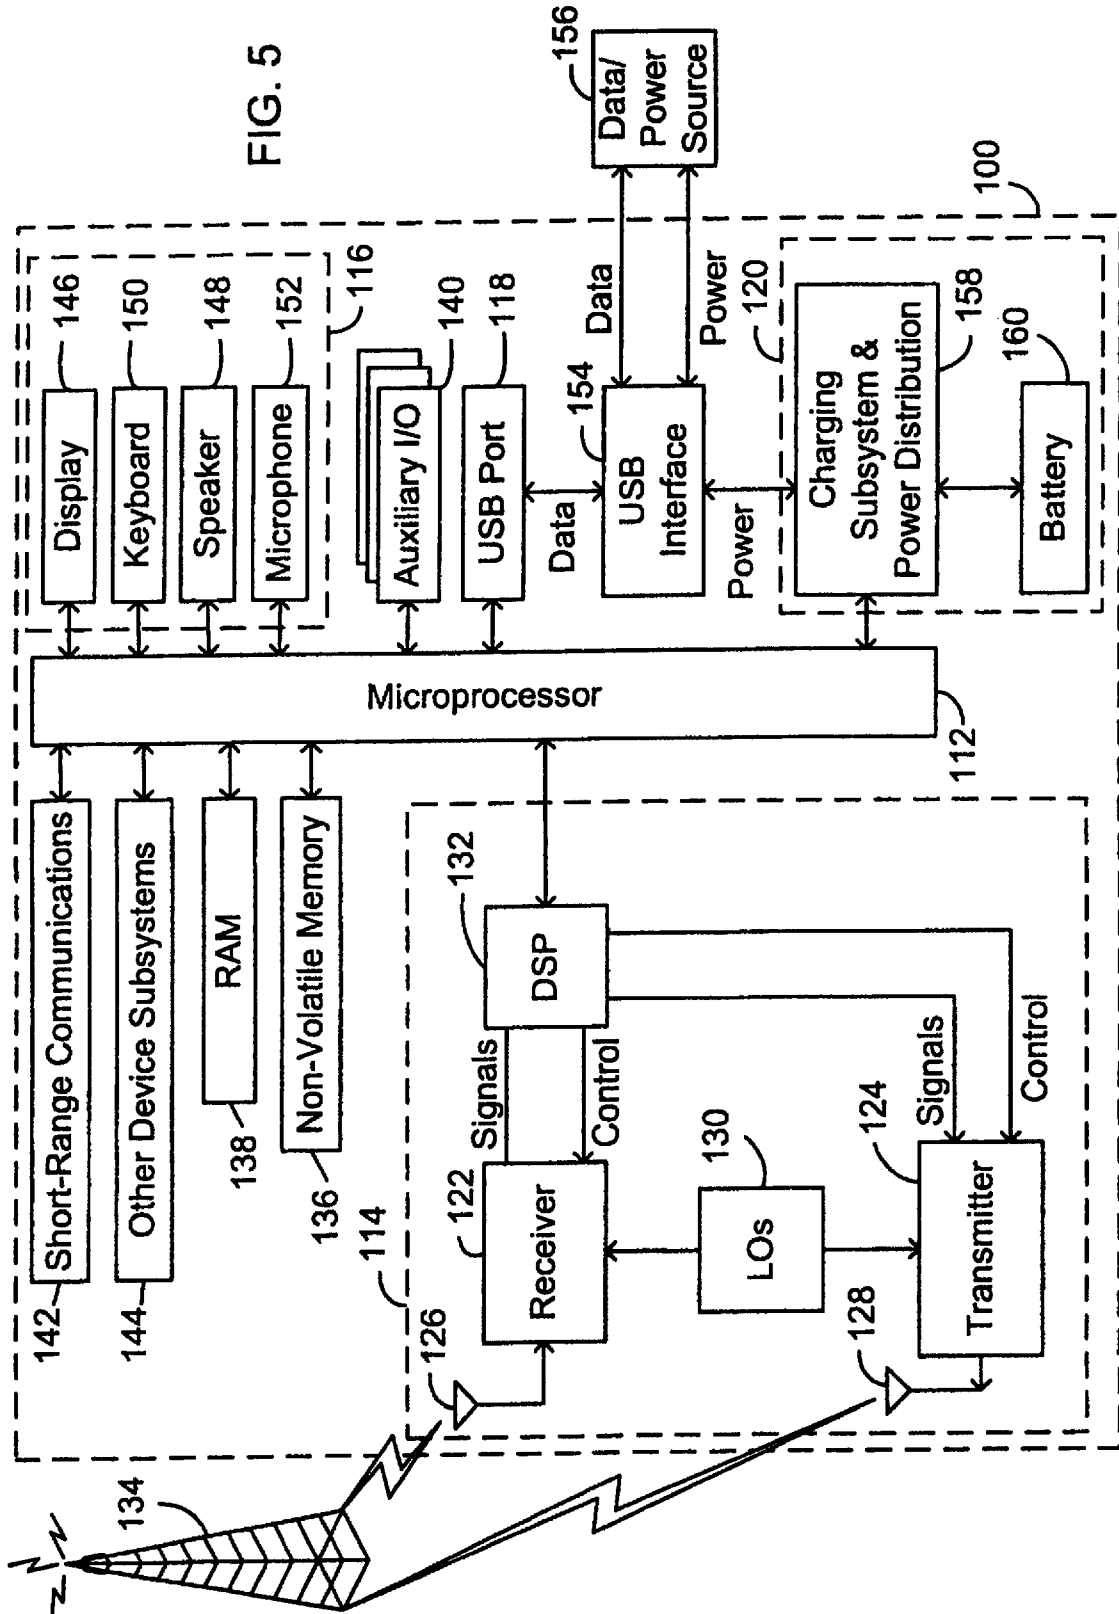 FIG. 5
134
142
Short-Range Communications
144
Other Device Subsystems
138
RAM
136
Non-Volatile Memory
Microprocessor
112
Display
146
Keyboard
150
Speaker
148
Microphone
152
116
Auxiliary I/O
140
USB Port
118
Data
USB
Interface
154
Data
Power
Data/
Power
Source
156
Power
120
Charging
Subsystem &
Power Distribution
158
Battery
160
100
114
126
Receiver
122
Signals
Control
DSP
132
LOs
130
128
Transmitter
124
Signals
Control